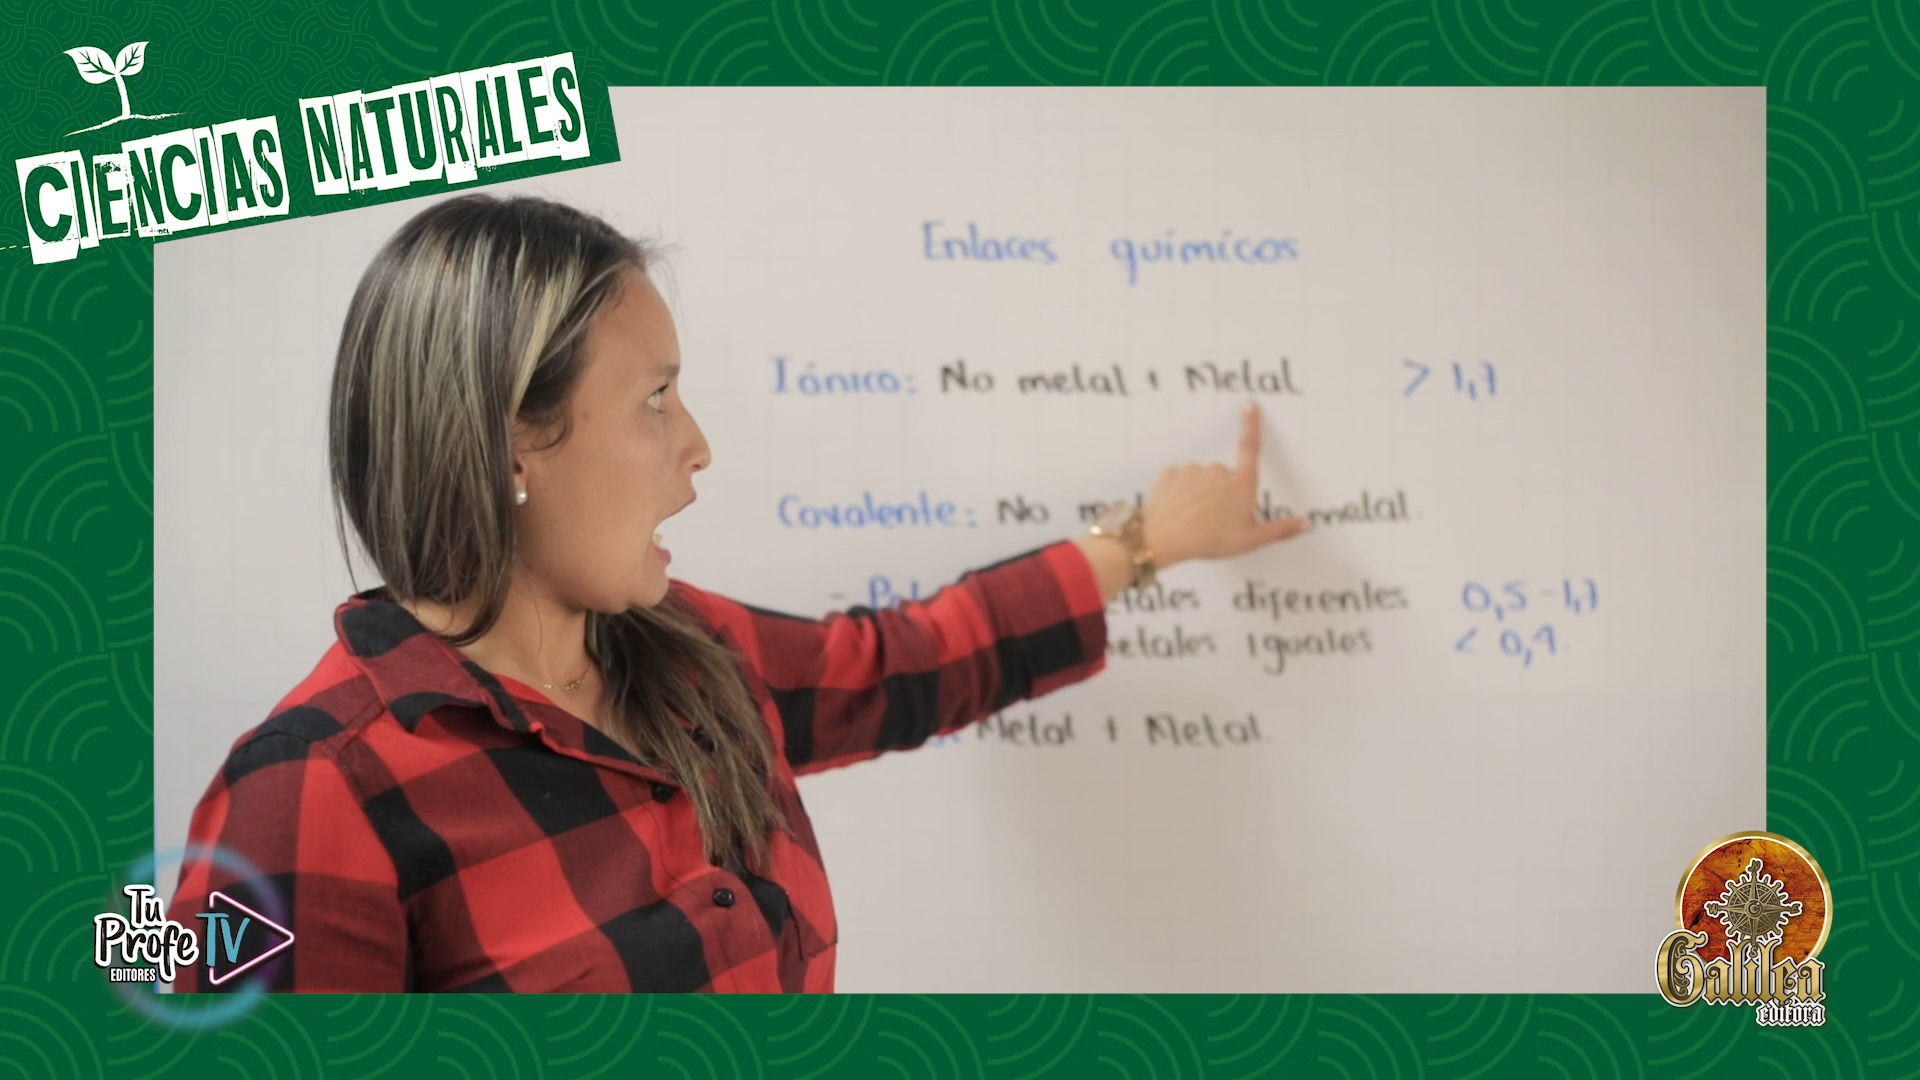 CIENCIAS NATURALES
Enlaces químicos
Iónico: No metal + Metal > 1,7
Covalente: No metal.
diferentes 0,5 - 1,7
Iguales < 0,4.
Metal + Metal.
Tu Profe TV
EDITORES
Galilea
editora